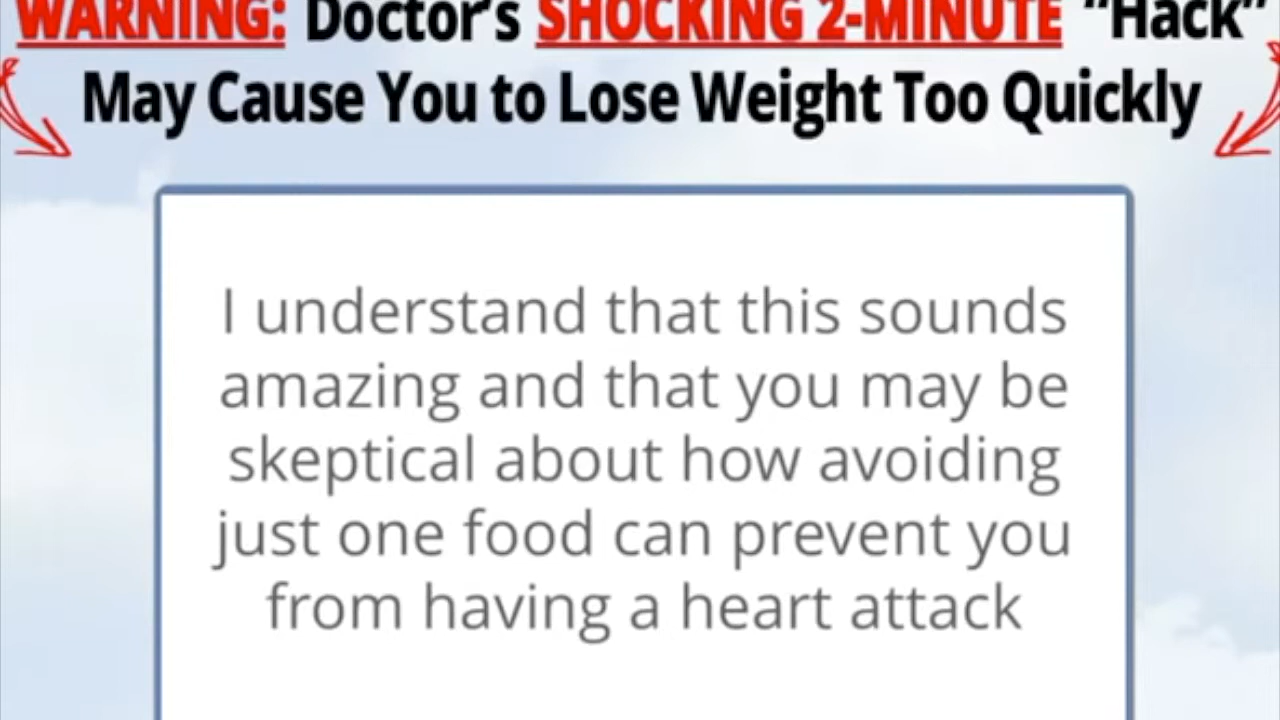 WARNING: Doctor's SHOCKING 2-MINUTE "Hack"
May Cause You to Lose Weight Too Quickly
I understand that this sounds
amazing and that you may be
skeptical about how avoiding
just one food can prevent you
from having a heart attack